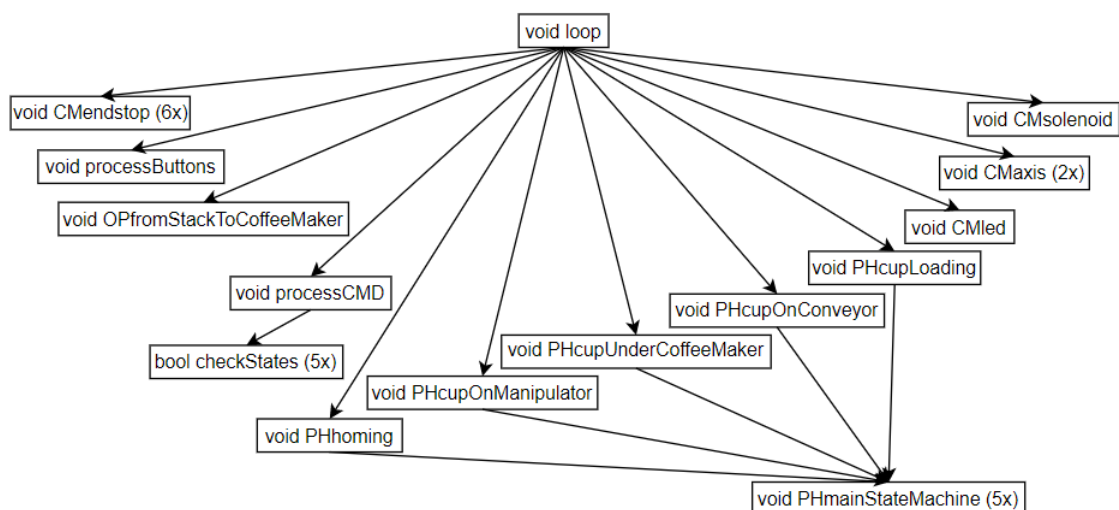 void loop
void CMendstop (6x)
void CMsolenoid
void processButtons
void CMaxis (2x)
void OPfromStackToCoffeeMaker
void CMled
void PHcupLoading
void processCMD
void PHcupOnConveyor
void PHcupUnderCoffeeMaker
bool checkStates (5x)
void PHcupOnManipulator
void PHhoming
void PHmainStateMachine (5x)